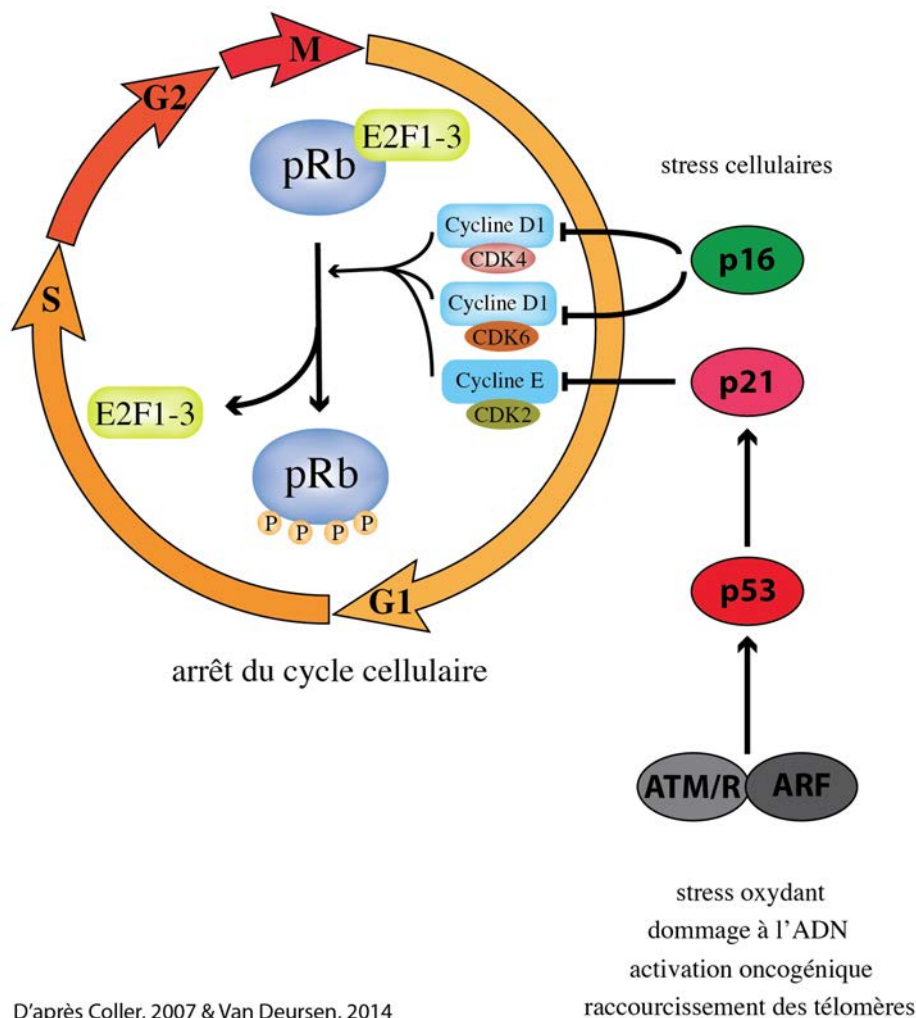 M
G2
E2F1-3
pRb
stress cellulaires
Cycline D1
CDK4
p16
S
Cycline D1
CDK6
Cycline E
CDK2
p21
E2F1-3
pRb
P P P P
G1
p53
arrêt du cycle cellulaire
ATM/R ARF
stress oxydant
dommage à l'ADN
activation oncogénique
raccourcissement des télomères
D'après Coller, 2007 & Van Deursen, 2014